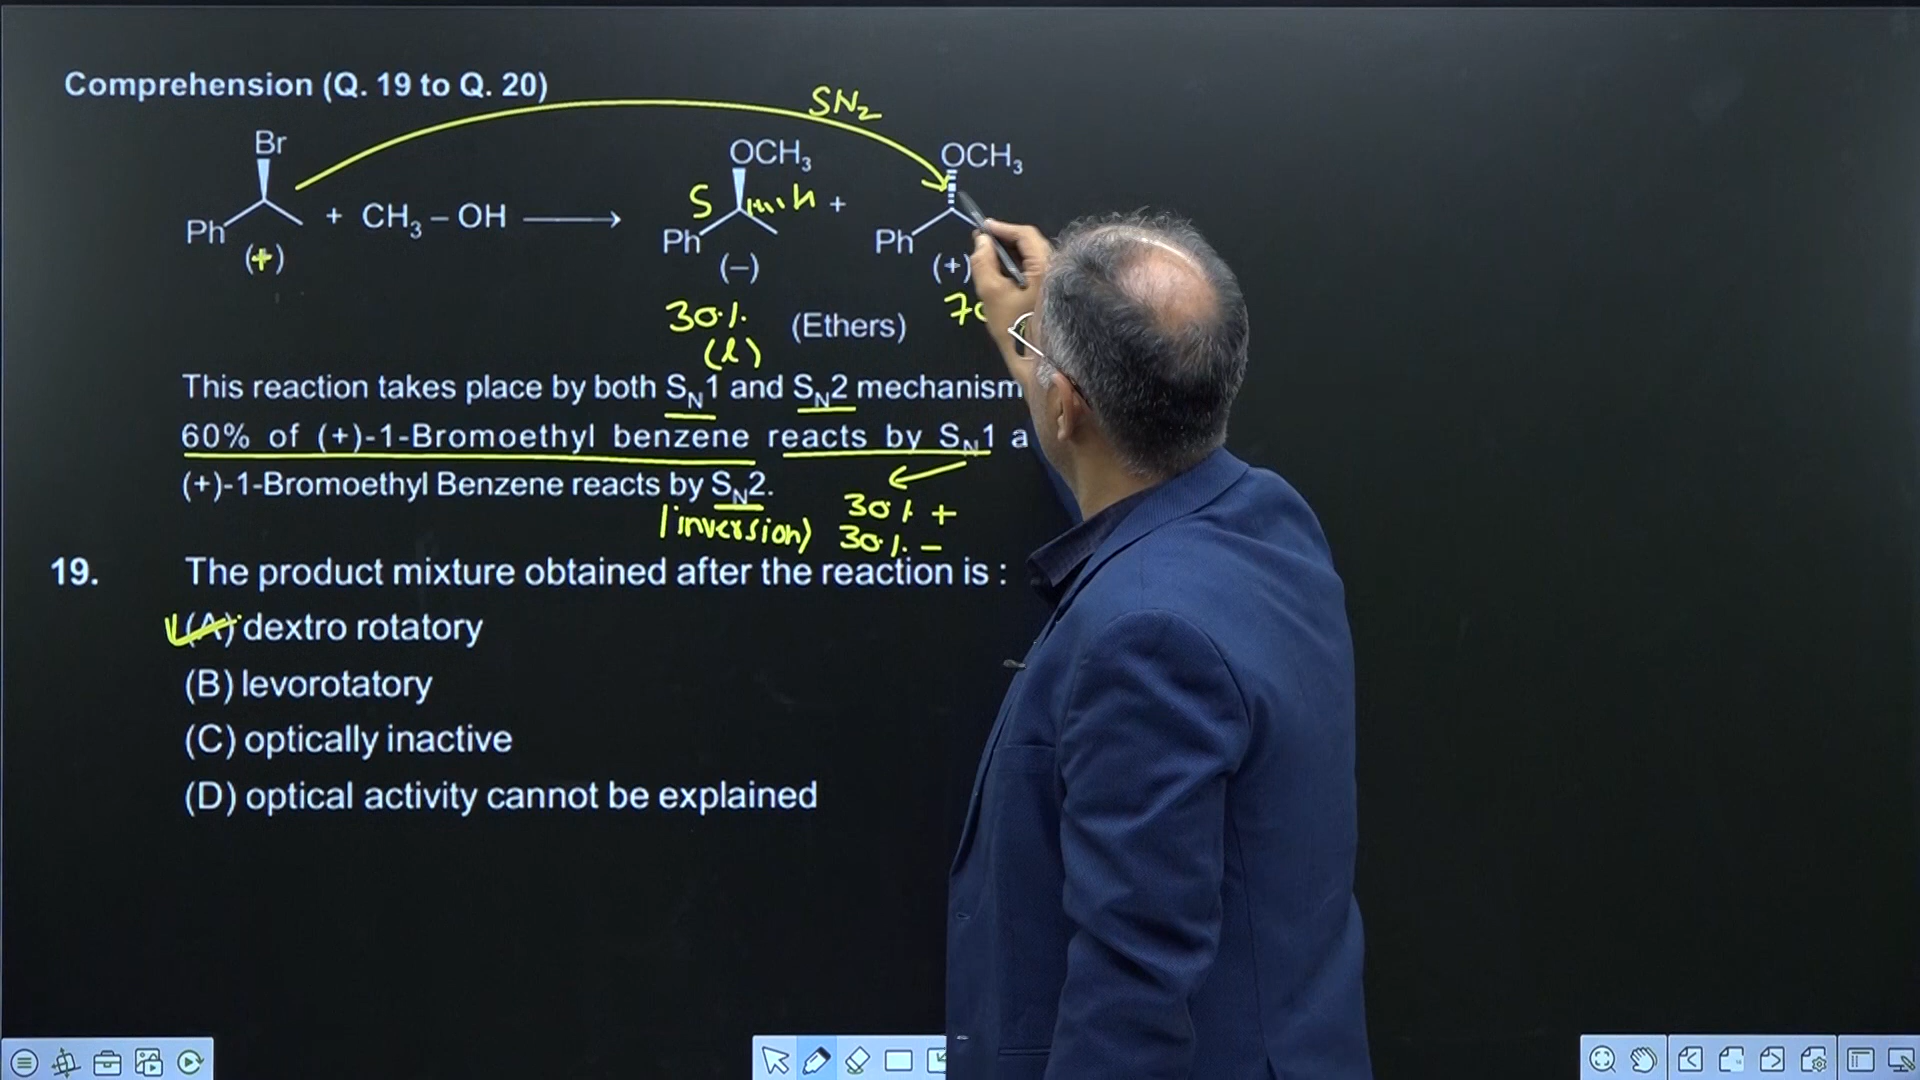 Comprehension (Q. 19 to Q. 20)
SN2
Br
OCH3
OCH3
S
H
Ph
+ CH3 – OH ⟶
Ph
+
Ph
(+)
(–)
(+)
30%
(Ethers)
(l)
This reaction takes place by both SN1 and SN2 mechanism
60% of (+)-1-Bromoethyl benzene reacts by SN1
(+)-1-Bromoethyl Benzene reacts by SN2.
(inversion)
30% +
30% –
19. The product mixture obtained after the reaction is :
(A) dextro rotatory
(B) levorotatory
(C) optically inactive
(D) optical activity cannot be explained